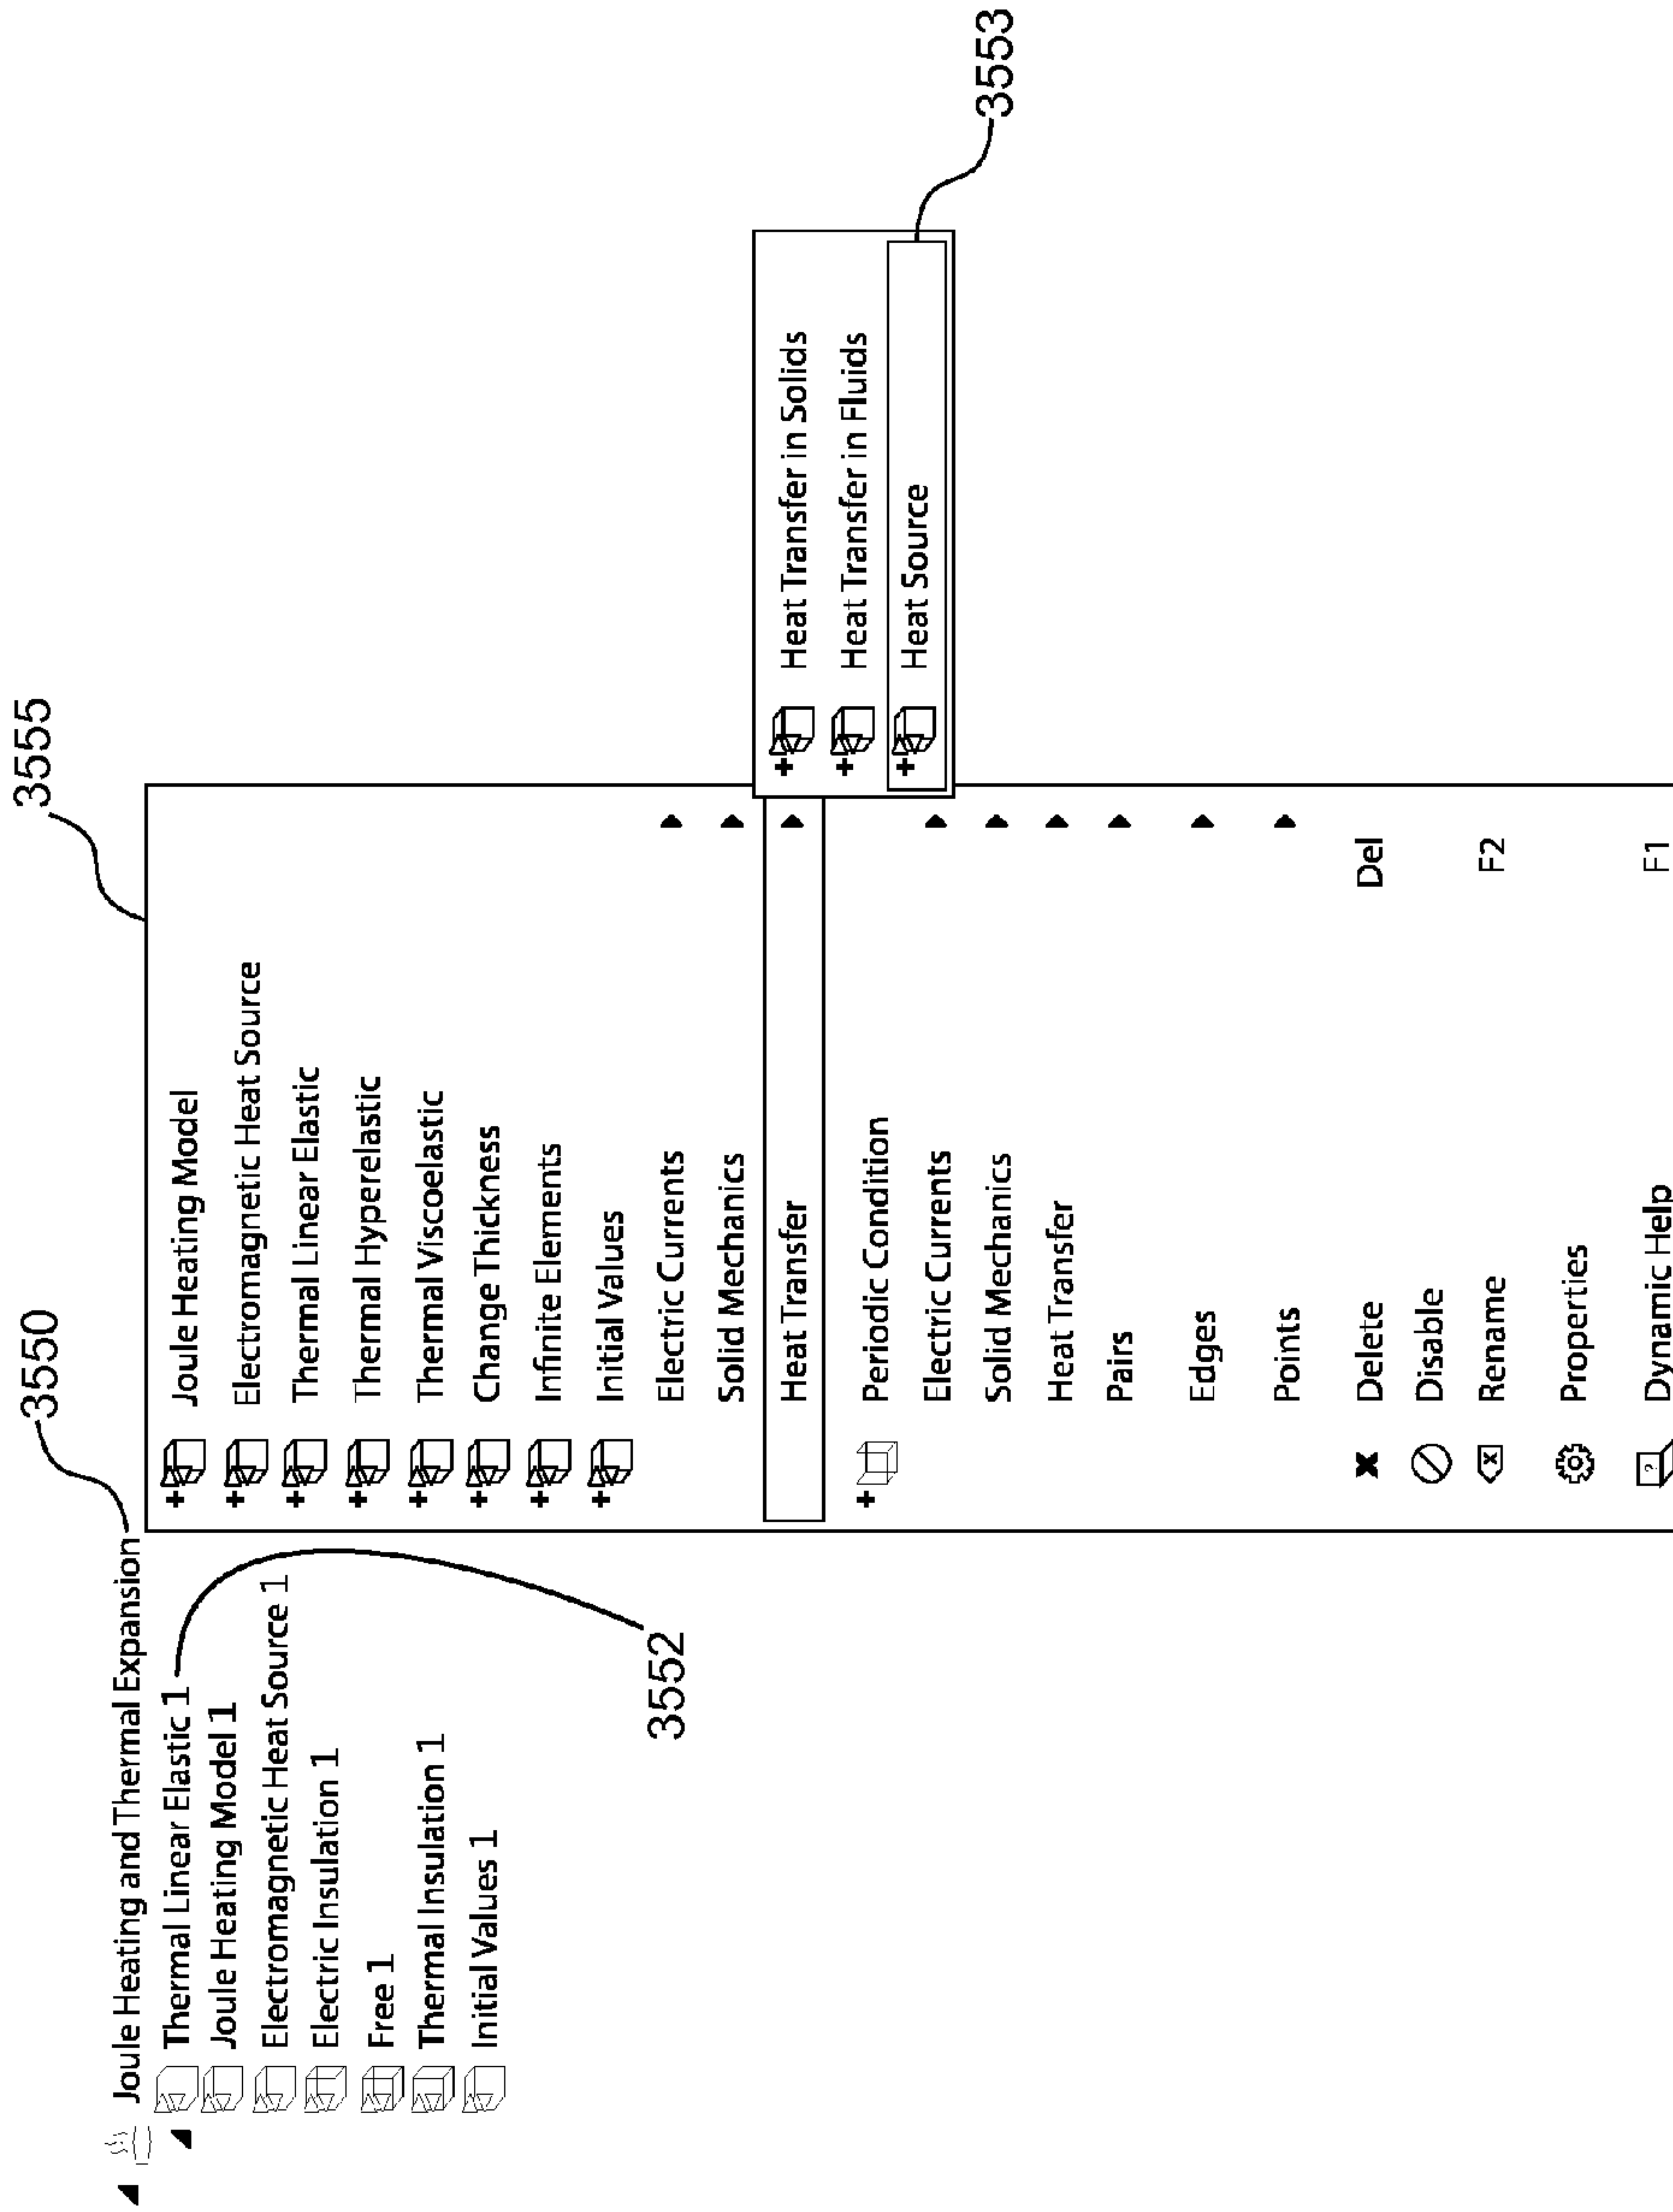 3550
3555
Joule Heating and Thermal Expansion
Thermal Linear Elastic 1
Joule Heating Model 1
Electromagnetic Heat Source 1
Electric Insulation 1
Free 1
Thermal Insulation 1
Initial Values 1
3552
Joule Heating Model
Electromagnetic Heat Source
Thermal Linear Elastic
Thermal Hyperelastic
Thermal Viscoelastic
Change Thickness
Infinite Elements
Initial Values
Electric Currents
Solid Mechanics
Heat Transfer
Heat Transfer in Solids
Heat Transfer in Fluids
Heat Source
3553
Periodic Condition
Electric Currents
Solid Mechanics
Heat Transfer
Pairs
Edges
Points
Delete Del
Disable
Rename F2
Properties
Dynamic Help F1